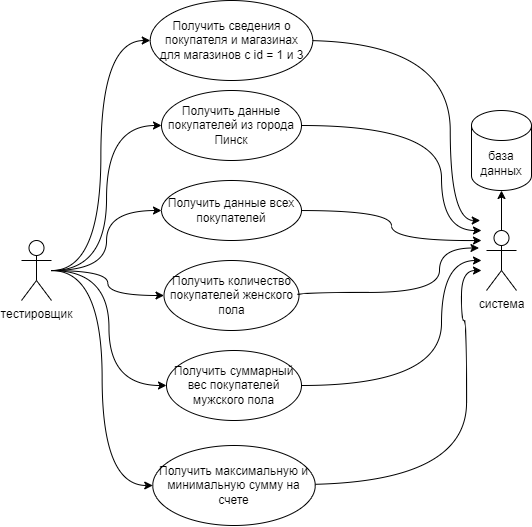 Получить сведения о
покупателя и магазинах
для магазинов с id = 1 и 3
Получить данные
покупателей из города
Пинск
база
данных
Получить данные всех
покупателей
Получить количество
покупателей женского
пола
тестировщик
система
Получить суммарный
вес покупателей
мужского пола
Получить максимальную и
минимальную сумму на
счете